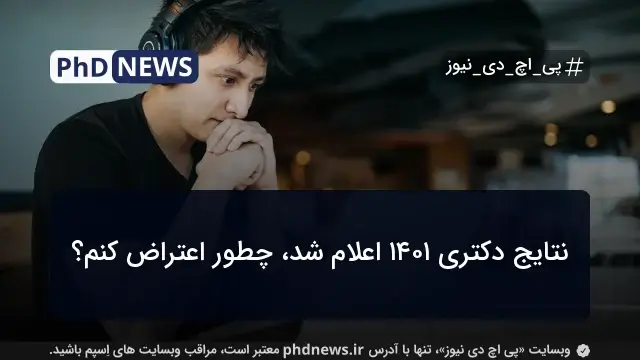 PhD NEWS
#پی_اچ_دی_نیوز
نتایج دکتری ۱۴۰۱ اعلام شد، چطور اعتراض کنم؟
وبسایت «پی اچ دی نیوز»، تنها با آدرس phdnews.ir معتبر است، مراقب وبسایت های اِسپم باشید.